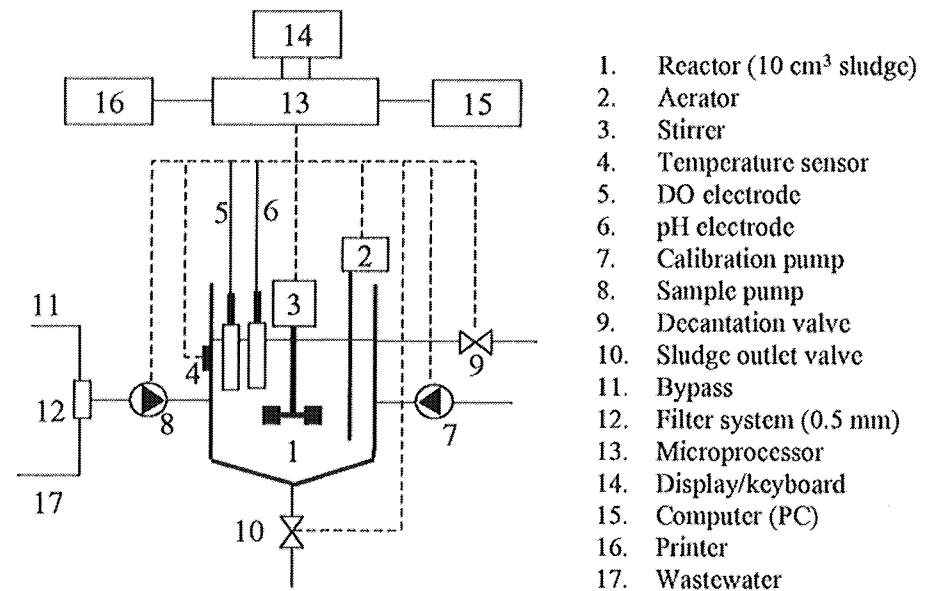 14
16
13
15
5
6
2
3
11
4
9
12
8
7
1
17
10
1. Reactor (10 cm³ sludge)
2. Aerator
3. Stirrer
4. Temperature sensor
5. DO electrode
6. pH electrode
7. Calibration pump
8. Sample pump
9. Decantation valve
10. Sludge outlet valve
11. Bypass
12. Filter system (0.5 mm)
13. Microprocessor
14. Display/keyboard
15. Computer (PC)
16. Printer
17. Wastewater